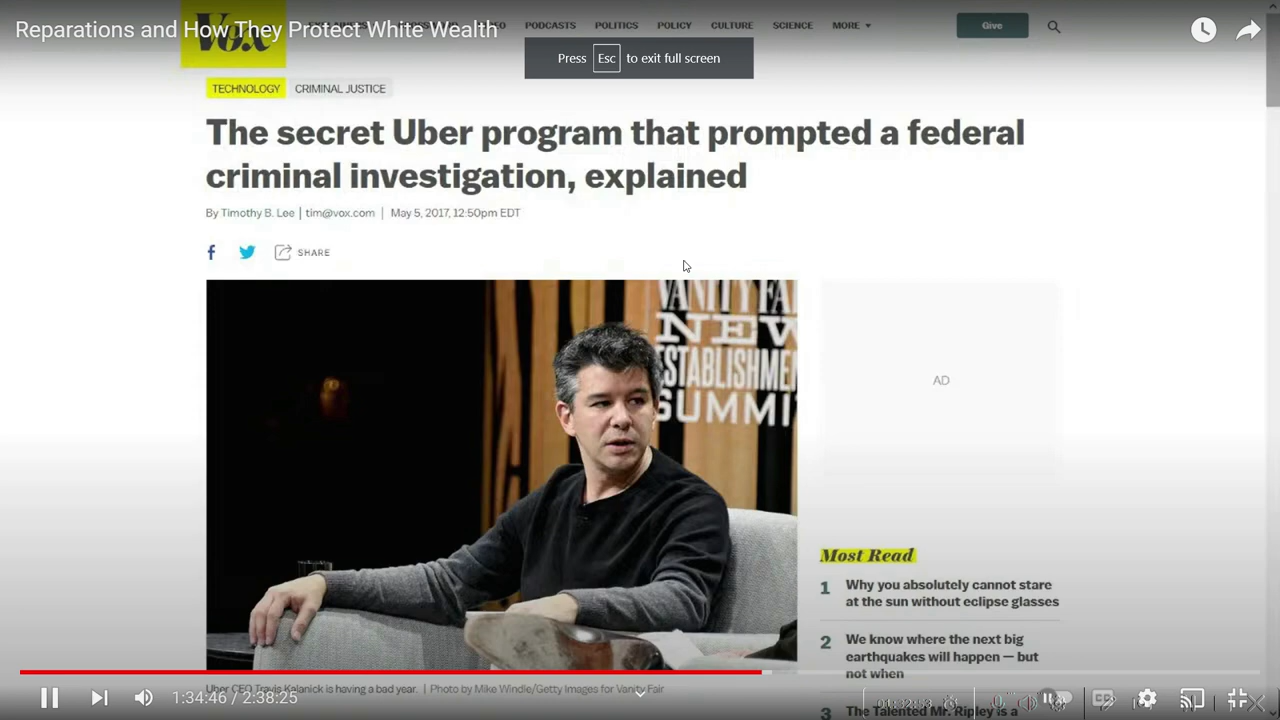 Reparations and How They Protect White Wealth
Vox
PODCASTS POLITICS POLICY CULTURE SCIENCE MORE
Give
Press Esc to exit full screen
TECHNOLOGY CRIMINAL JUSTICE
The secret Uber program that prompted a federal
criminal investigation, explained
By Timothy B. Lee | tim@vox.com | May 5, 2017, 12:50pm EDT
SHARE
VANITY FAI
NEW
ESTABLISHME
SUMMI
AD
Most Read
1 Why you absolutely cannot stare
at the sun without eclipse glasses
2 We know where the next big
earthquakes will happen — but
not when
3 The Talented Mr. Ripley is a
Uber CEO Travis Kalanick is having a bad year. | Photo by Mike Windle/Getty Images for Vanity Fair
1:34:46 / 2:38:25